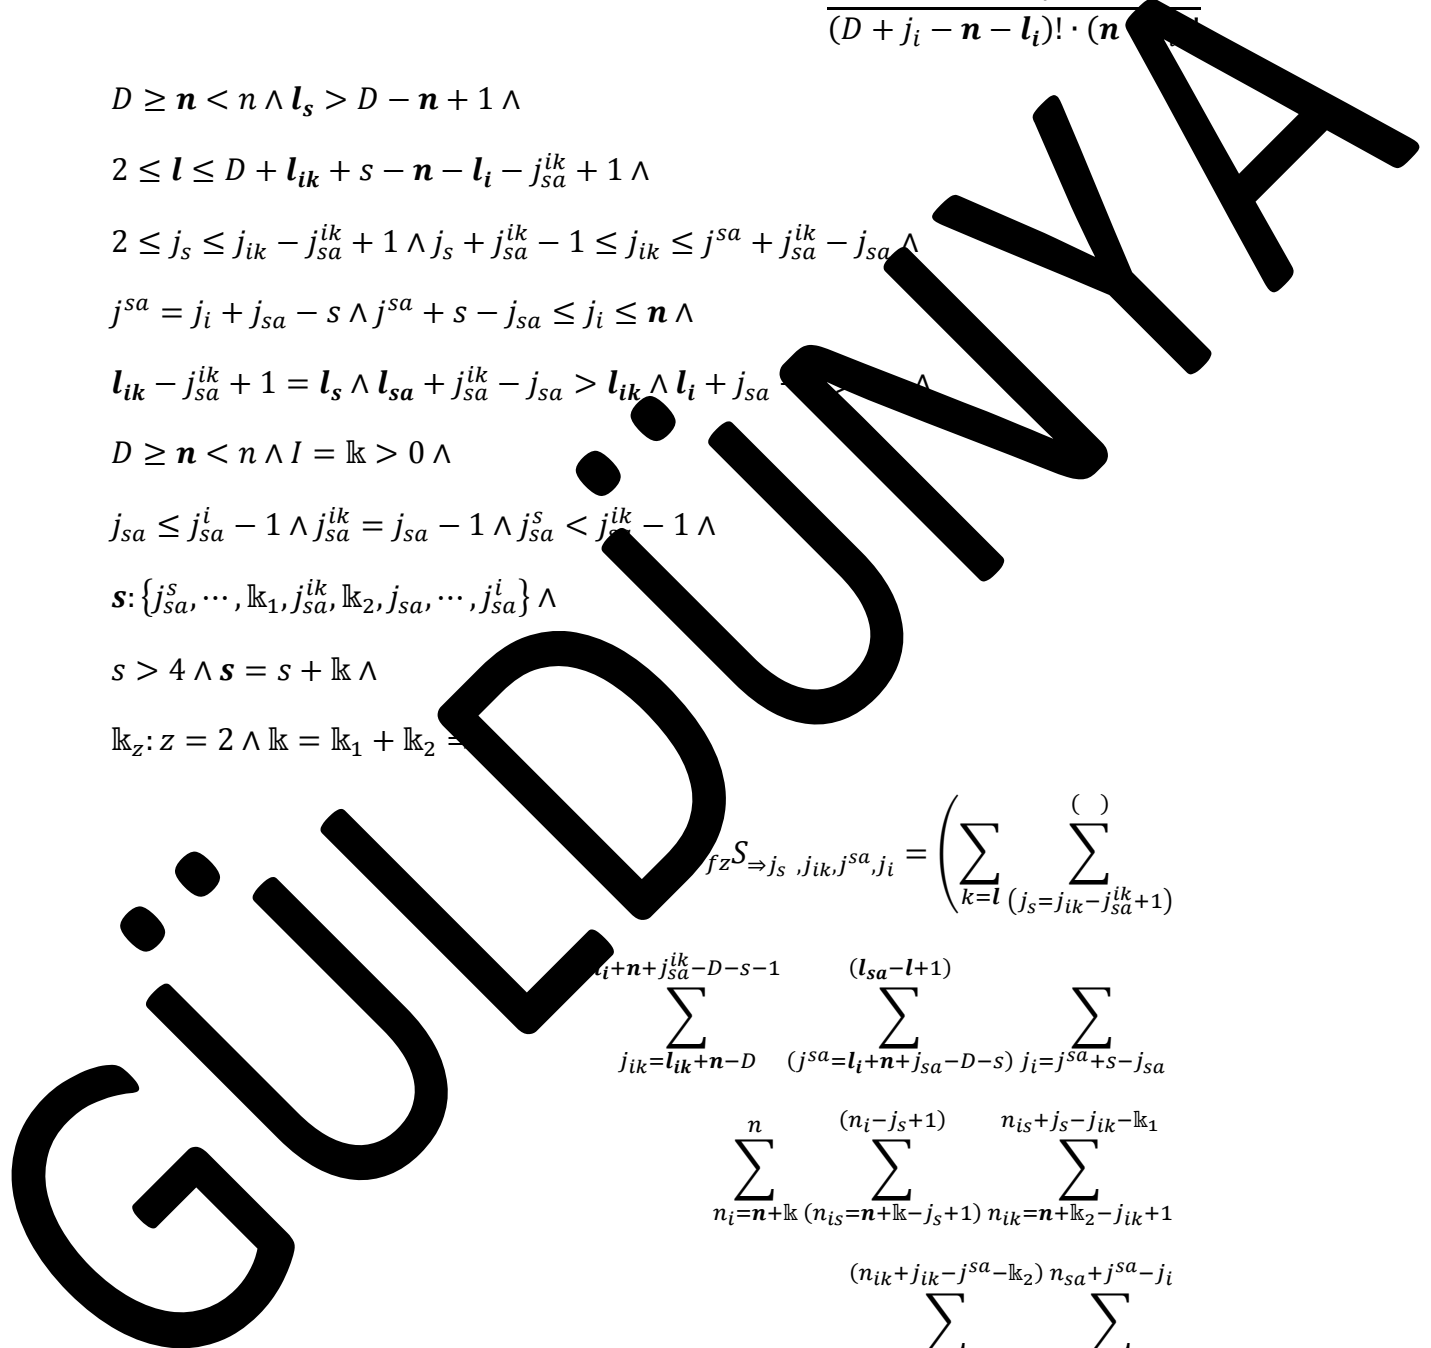 (D + j_i − n − l_i)! · (n
D ≥ n < n ∧ l_s > D − n + 1 ∧
2 ≤ l ≤ D + l_ik + s − n − l_i − j_sa^ik + 1 ∧
2 ≤ j_s ≤ j_ik − j_sa^ik + 1 ∧ j_s + j_sa^ik − 1 ≤ j_ik ≤ j^sa + j_sa^ik − j_sa ∧
j^sa = j_i + j_sa − s ∧ j^sa + s − j_sa ≤ j_i ≤ n ∧
l_ik − j_sa^ik + 1 = l_s ∧ l_sa + j_sa^ik − j_sa > l_ik ∧ l_i + j_sa ∧
D ≥ n < n ∧ I = 𝕜 > 0 ∧
j_sa ≤ j_sa^i − 1 ∧ j_sa^ik = j_sa − 1 ∧ j_sa^s < j_sa^ik − 1 ∧
s: {j_sa^s, ⋯, 𝕜_1, j_sa^ik, 𝕜_2, j_sa, ⋯, j_sa^i} ∧
s > 4 ∧ s = s + 𝕜 ∧
𝕜_z: z = 2 ∧ 𝕜 = 𝕜_1 + 𝕜_2 =
( )
fzS⇒j_s ,j_ik,j^sa,j_i = ( ∑ ∑
k=l (j_s=j_ik−j_sa^ik+1)
l_i+n+j_sa^ik−D−s−1 (l_sa−l+1)
∑ ∑ ∑
j_ik=l_ik+n−D (j^sa=l_i+n+j_sa−D−s) j_i=j^sa+s−j_sa
n (n_i−j_s+1) n_is+j_s−j_ik−𝕜_1
∑ ∑ ∑
n_i=n+𝕜 (n_is=n+𝕜−j_s+1) n_ik=n+𝕜_2−j_ik+1
(n_ik+j_ik−j^sa−𝕜_2) n_sa+j^sa−j_i
∑ ∑
GÜLDÜNYA